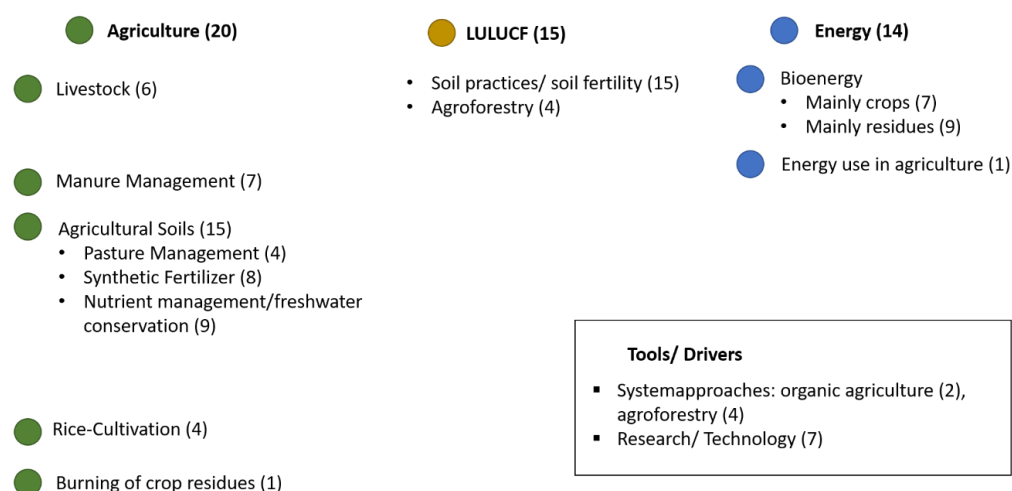 Agriculture (20)
Livestock (6)
Manure Management (7)
Agricultural Soils (15)
• Pasture Management (4)
• Synthetic Fertilizer (8)
• Nutrient management/freshwater
conservation (9)
Rice-Cultivation (4)
Burning of crop residues (1)
LULUCF (15)
• Soil practices/ soil fertility (15)
• Agroforestry (4)
Energy (14)
Bioenergy
• Mainly crops (7)
• Mainly residues (9)
Energy use in agriculture (1)
Tools/ Drivers
▪ Systemapproaches: organic agriculture (2),
agroforestry (4)
▪ Research/ Technology (7)